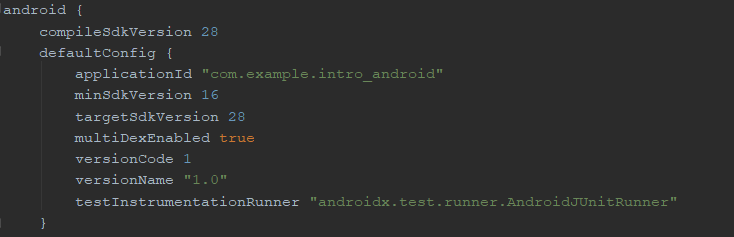 android {
    compileSdkVersion 28
    defaultConfig {
        applicationId "com.example.intro_android"
        minSdkVersion 16
        targetSdkVersion 28
        multiDexEnabled true
        versionCode 1
        versionName "1.0"
        testInstrumentationRunner "androidx.test.runner.AndroidJUnitRunner"
    }